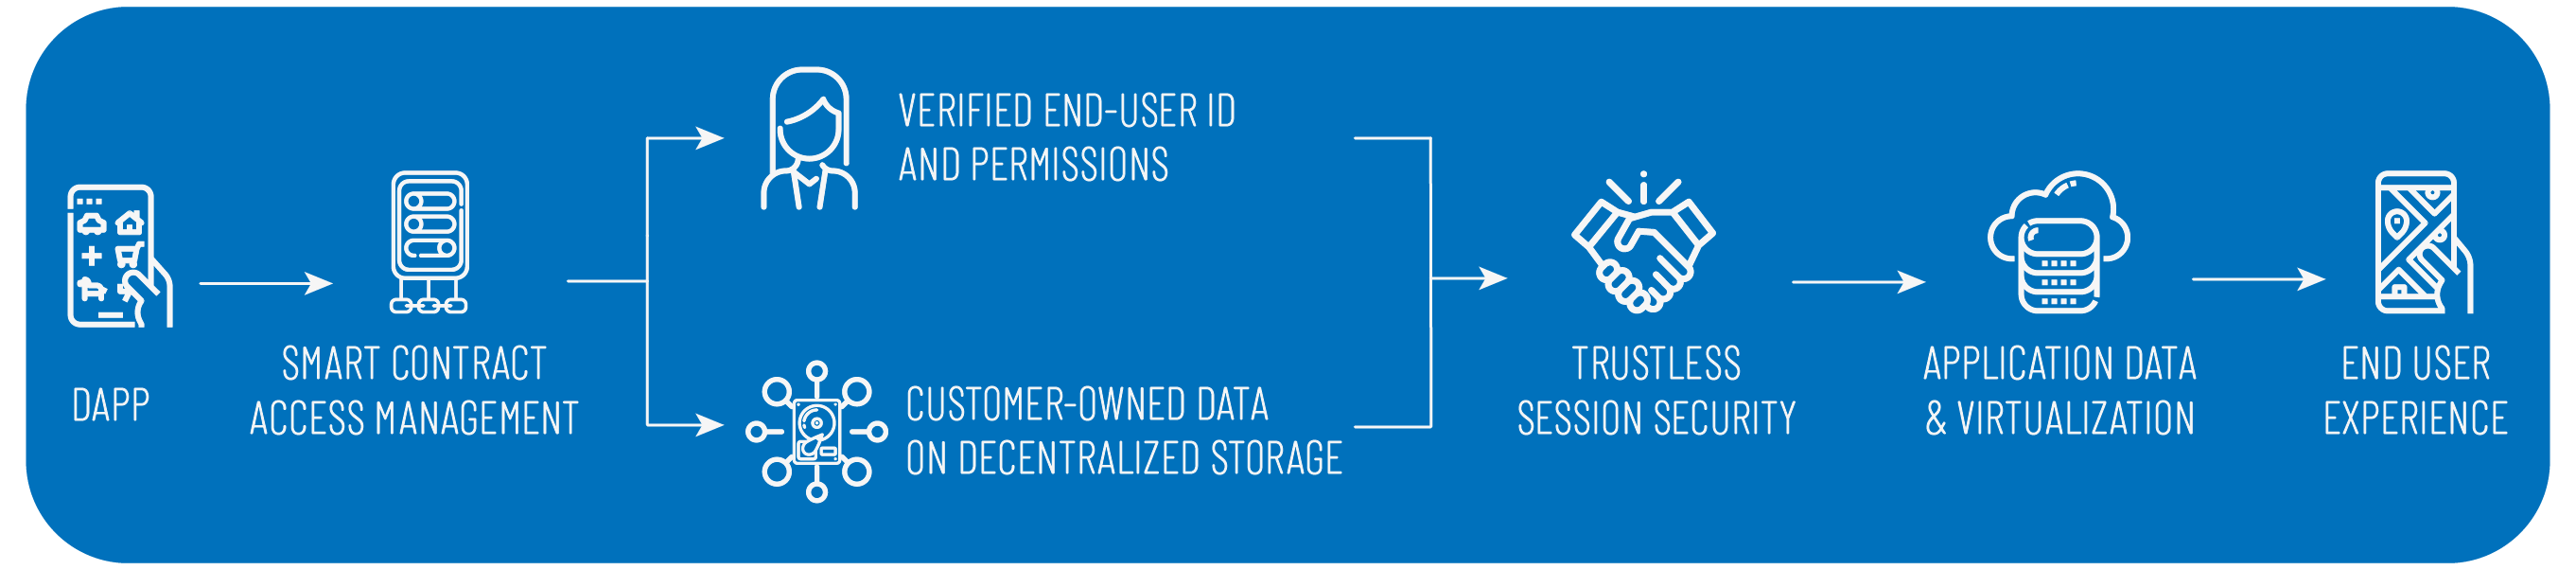 DAPP
SMART CONTRACT
ACCESS MANAGEMENT
VERIFIED END-USER ID
AND PERMISSIONS
CUSTOMER-OWNED DATA
ON DECENTRALIZED STORAGE
TRUSTLESS
SESSION SECURITY
APPLICATION DATA
& VIRTUALIZATION
END USER
EXPERIENCE